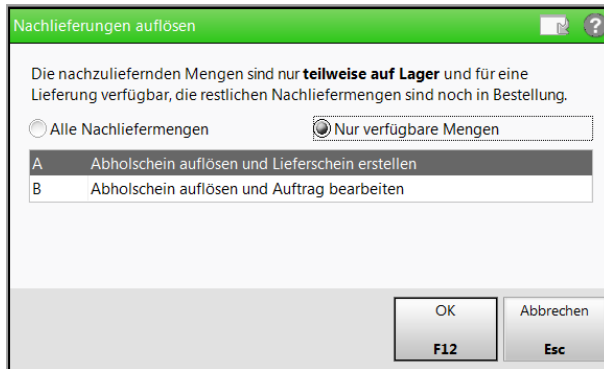 Nachlieferungen auflösen
?
Die nachzuliefernden Mengen sind nur teilweise auf Lager und für eine
Lieferung verfügbar, die restlichen Nachliefermengen sind noch in Bestellung.
Alle Nachliefermengen Nur verfügbare Mengen
A Abholschein auflösen und Lieferschein erstellen
B Abholschein auflösen und Auftrag bearbeiten
OK Abbrechen
F12 Esc